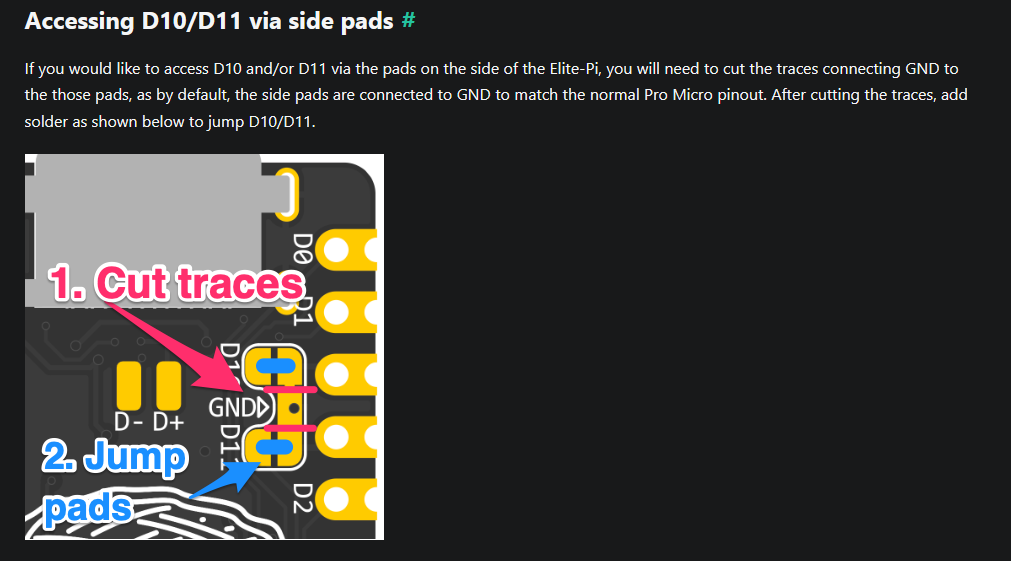 Accessing D10/D11 via side pads #
If you would like to access D10 and/or D11 via the pads on the side of the Elite-Pi, you will need to cut the traces connecting GND to
the those pads, as by default, the side pads are connected to GND to match the normal Pro Micro pinout. After cutting the traces, add
solder as shown below to jump D10/D11.
D0
1. Cut traces
D1
GND
D- D+
D11
2. Jump
pads
D2